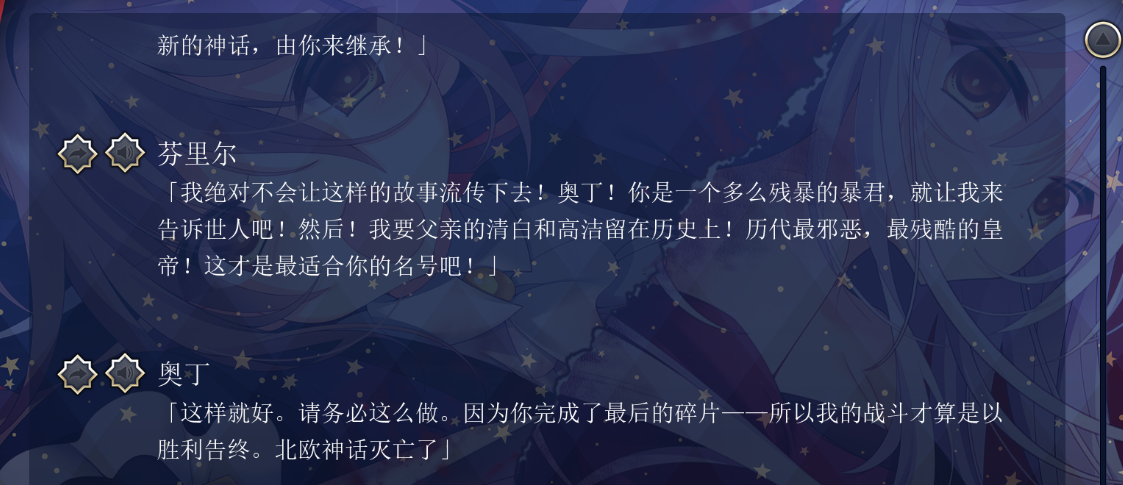 新的神话，由你来继承！」
芬里尔
「我绝对不会让这样的故事流传下去！奥丁！你是一个多么残暴的暴君，就让我来
告诉世人吧！然后！我要父亲的清白和高洁留在历史上！历代最邪恶，最残酷的皇
帝！这才是最适合你的名号吧！」
奥丁
「这样就好。请务必这么做。因为你完成了最后的碎片——所以我的战斗才算是以
胜利告终。北欧神话灭亡了」